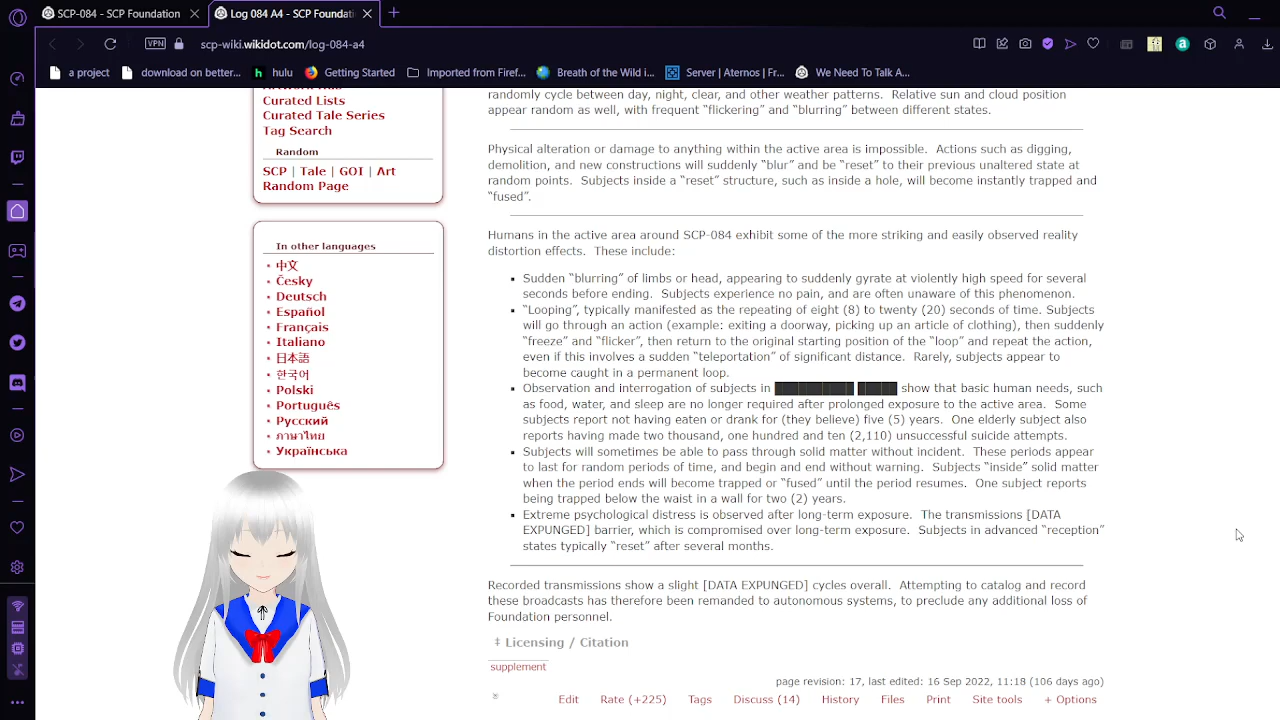 SCP-084 - SCP Foundation
Log 084 A4 - SCP Foundati
VPN
scp-wiki.wikidot.com/log-084-a4
a project
download on better...
hulu
Getting Started
Imported from Firef...
Breath of the Wild i...
Server | Aternos | Fr...
We Need To Talk A...
Curated Lists
Curated Tale Series
Tag Search
Random
SCP | Tale | GOI | Art
Random Page
In other languages
中文
Česky
Deutsch
Español
Français
Italiano
日本語
한국어
Polski
Português
Русский
ภาษาไทย
Українська
randomly cycle between day, night, clear, and other weather patterns. Relative sun and cloud position
appear random as well, with frequent “flickering” and “blurring” between different states.
Physical alteration or damage to anything within the active area is impossible. Actions such as digging,
demolition, and new constructions will suddenly “blur” and be “reset” to their previous unaltered state at
random points. Subjects inside a “reset” structure, such as inside a hole, will become instantly trapped and
“fused”.
Humans in the active area around SCP-084 exhibit some of the more striking and easily observed reality
distortion effects. These include:
Sudden “blurring” of limbs or head, appearing to suddenly gyrate at violently high speed for several
seconds before ending. Subjects experience no pain, and are often unaware of this phenomenon.
“Looping”, typically manifested as the repeating of eight (8) to twenty (20) seconds of time. Subjects
will go through an action (example: exiting a doorway, picking up an article of clothing), then suddenly
“freeze” and “flicker”, then return to the original starting position of the “loop” and repeat the action,
even if this involves a sudden “teleportation” of significant distance. Rarely, subjects appear to
become caught in a permanent loop.
Observation and interrogation of subjects in ██████████ █████ show that basic human needs, such
as food, water, and sleep are no longer required after prolonged exposure to the active area. Some
subjects report not having eaten or drank for (they believe) five (5) years. One elderly subject also
reports having made two thousand, one hundred and ten (2,110) unsuccessful suicide attempts.
Subjects will sometimes be able to pass through solid matter without incident. These periods appear
to last for random periods of time, and begin and end without warning. Subjects “inside” solid matter
when the period ends will become trapped or “fused” until the period resumes. One subject reports
being trapped below the waist in a wall for two (2) years.
Extreme psychological distress is observed after long-term exposure. The transmissions [DATA
EXPUNGED] barrier, which is compromised over long-term exposure. Subjects in advanced “reception”
states typically “reset” after several months.
Recorded transmissions show a slight [DATA EXPUNGED] cycles overall. Attempting to catalog and record
these broadcasts has therefore been remanded to autonomous systems, to preclude any additional loss of
Foundation personnel.
‡ Licensing / Citation
supplement
page revision: 17, last edited: 16 Sep 2022, 11:18 (106 days ago)
Edit Rate (+225) Tags Discuss (14) History Files Print Site tools + Options